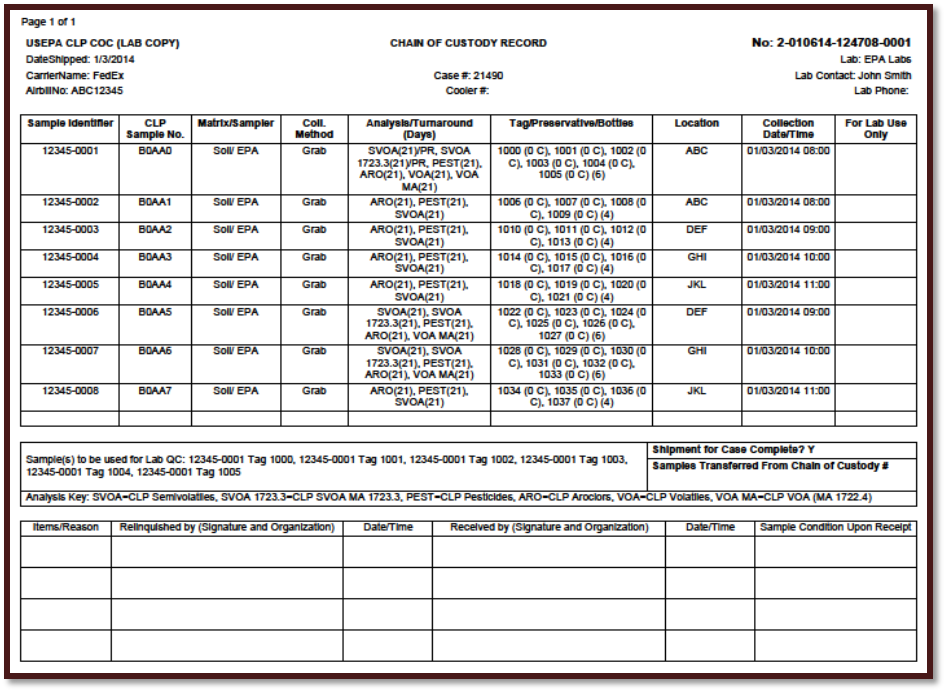 Page 1 of 1
USEPA CLP COC (LAB COPY)
CHAIN OF CUSTODY RECORD
No: 2-010614-124708-0001
DateShipped: 1/3/2014
Lab: EPA Labs
CarrierName: FedEx
Case #: 21490
Lab Contact: John Smith
AirbillNo: ABC12345
Cooler #:
Lab Phone:
Sample Identifier CLP Sample No. Matrix/Sampler Coll. Method Analysis/Turnaround (Days) Tag/Preservative/Bottles Location Collection Date/Time For Lab Use Only
12345-0001 B0AA0 Soil/ EPA Grab SVOA(21)/PR, SVOA 1723.3(21)/PR, PEST(21), ARO(21), VOA(21), VOA MA(21) 1000 (0 C), 1001 (0 C), 1002 (0 C), 1003 (0 C), 1004 (0 C), 1005 (0 C) (6) ABC 01/03/2014 08:00
12345-0002 B0AA1 Soil/ EPA Grab ARO(21), PEST(21), SVOA(21) 1006 (0 C), 1007 (0 C), 1008 (0 C), 1009 (0 C) (4) ABC 01/03/2014 08:00
12345-0003 B0AA2 Soil/ EPA Grab ARO(21), PEST(21), SVOA(21) 1010 (0 C), 1011 (0 C), 1012 (0 C), 1013 (0 C) (4) DEF 01/03/2014 09:00
12345-0004 B0AA3 Soil/ EPA Grab ARO(21), PEST(21), SVOA(21) 1014 (0 C), 1015 (0 C), 1016 (0 C), 1017 (0 C) (4) GHI 01/03/2014 10:00
12345-0005 B0AA4 Soil/ EPA Grab ARO(21), PEST(21), SVOA(21) 1018 (0 C), 1019 (0 C), 1020 (0 C), 1021 (0 C) (4) JKL 01/03/2014 11:00
12345-0006 B0AA5 Soil/ EPA Grab SVOA(21), SVOA 1723.3(21), PEST(21), ARO(21), VOA MA(21) 1022 (0 C), 1023 (0 C), 1024 (0 C), 1025 (0 C), 1026 (0 C), 1027 (0 C) (6) DEF 01/03/2014 09:00
12345-0007 B0AA6 Soil/ EPA Grab SVOA(21), SVOA 1723.3(21), PEST(21), ARO(21), VOA MA(21) 1028 (0 C), 1029 (0 C), 1030 (0 C), 1031 (0 C), 1032 (0 C), 1033 (0 C) (6) GHI 01/03/2014 10:00
12345-0008 B0AA7 Soil/ EPA Grab ARO(21), PEST(21), SVOA(21) 1034 (0 C), 1035 (0 C), 1036 (0 C), 1037 (0 C) (4) JKL 01/03/2014 11:00
Sample(s) to be used for Lab QC: 12345-0001 Tag 1000, 12345-0001 Tag 1001, 12345-0001 Tag 1002, 12345-0001 Tag 1003,
12345-0001 Tag 1004, 12345-0001 Tag 1005
Shipment for Case Complete? Y
Samples Transferred From Chain of Custody #
Analysis Key: SVOA=CLP Semivolatiles, SVOA 1723.3=CLP SVOA MA 1723.3, PEST=CLP Pesticides, ARO=CLP Aroclors, VOA=CLP Volatiles, VOA MA=CLP VOA (MA 1722.4)
Items/Reason Relinquished by (Signature and Organization) Date/Time Received by (Signature and Organization) Date/Time Sample Condition Upon Receipt